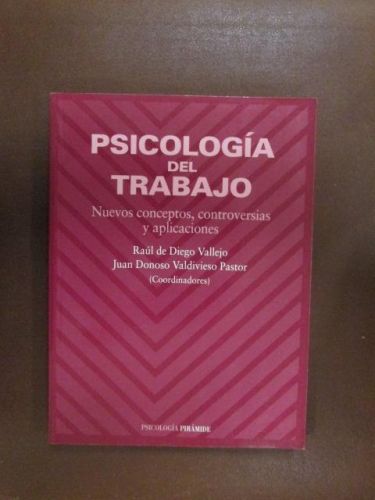 PSICOLOGÍA
DEL
TRABAJO
Nuevos conceptos, controversias
y aplicaciones
Raúl de Diego Vallejo
Juan Donoso Valdivieso Pastor
(Coordinadores)
PSICOLOGÍA PIRÁMIDE